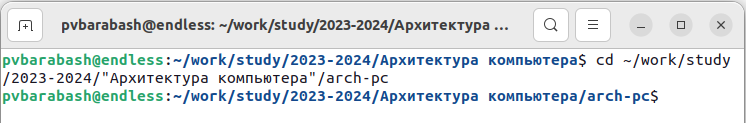 pvbarabash@endless: ~/work/study/2023-2024/Архитектура ...
pvbarabash@endless:~/work/study/2023-2024/Архитектура компьютера$ cd ~/work/study
/2023-2024/"Архитектура компьютера"/arch-pc
pvbarabash@endless:~/work/study/2023-2024/Архитектура компьютера/arch-pc$